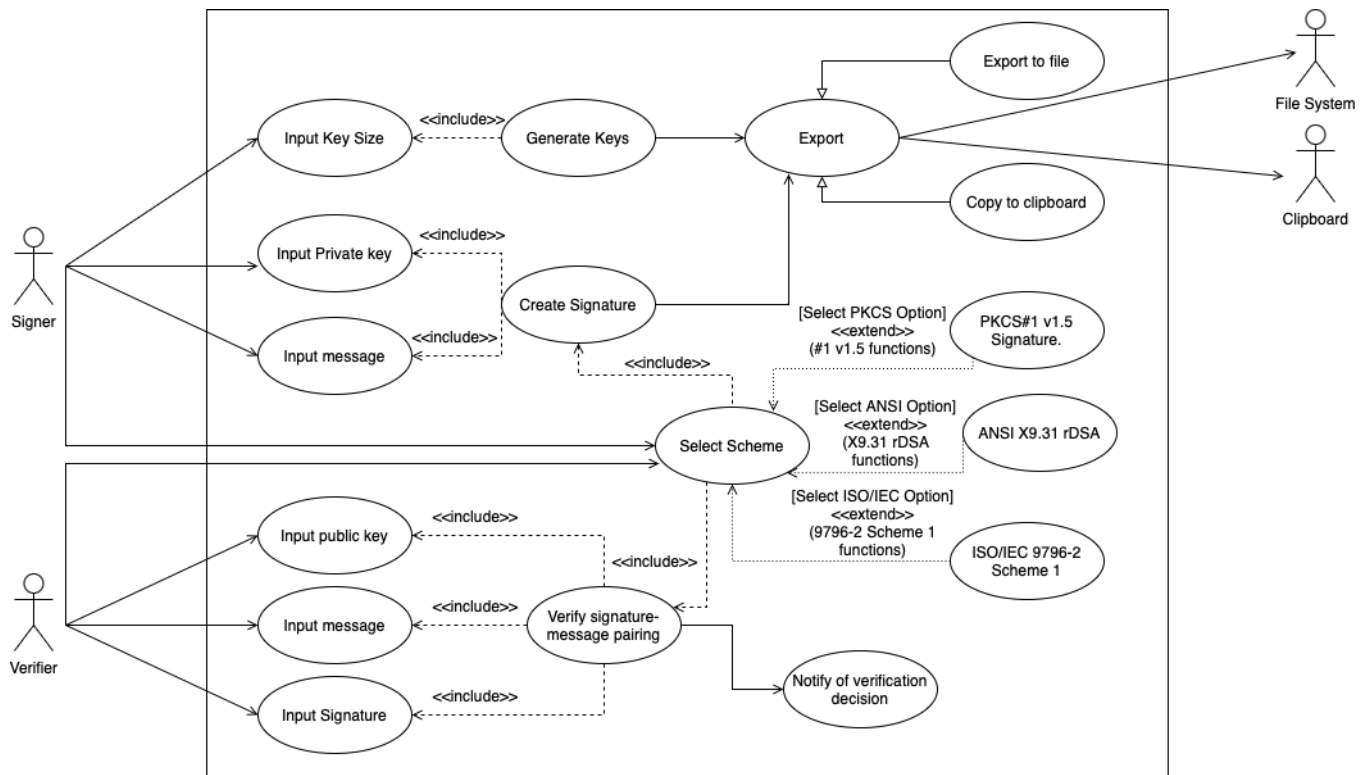 Export to file
File System
<<include>>
Input Key Size
Generate Keys
Export
Copy to clipboard
Clipboard
<<include>>
Input Private key
Signer
Create Signature
[Select PKCS Option]
<<extend>>
(#1 v1.5 functions)
PKCS#1 v1.5
Signature.
<<include>>
Input message
<<include>>
[Select ANSI Option]
<<extend>>
(X9.31 rDSA
functions)
ANSI X9.31 rDSA
Select Scheme
[Select ISO/IEC Option]
<<extend>>
(9796-2 Scheme 1
functions)
ISO/IEC 9796-2
Scheme 1
<<include>>
Input public key
<<include>>
<<include>>
Input message
Verify signature-
message pairing
Verifier
<<include>>
Input Signature
Notify of verification
decision